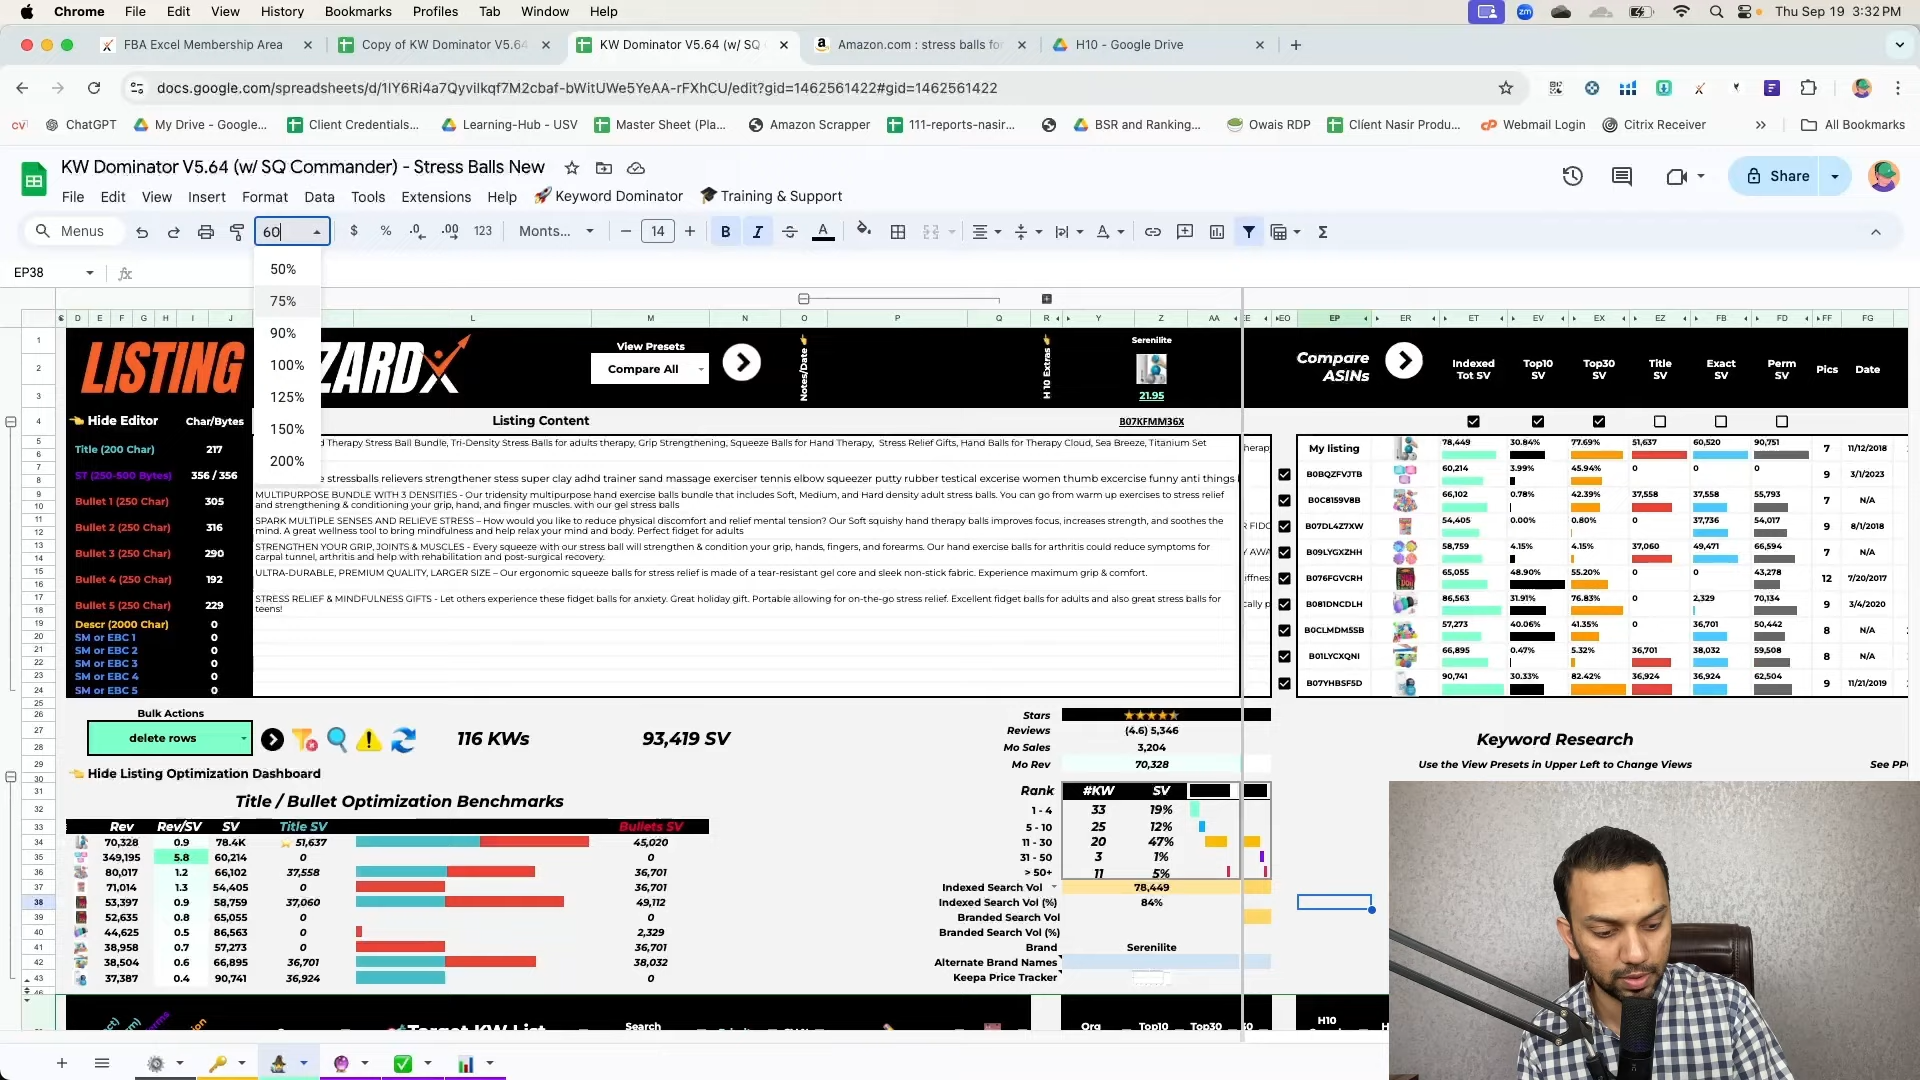 Chrome File Edit View History Bookmarks Profiles Tab Window Help
Thu Sep 19 3:32 PM
FBA Excel Membership Area
Copy of KW Dominator V5.64
KW Dominator V5.64 (w/ SQ
Amazon.com : stress balls for
H10 - Google Drive
docs.google.com/spreadsheets/d/1lY6Ri4a7Qyvilkqf7M2cbaf-bWitUWe5YeAA-rFXhCU/edit?gid=1462561422#gid=1462561422
ChatGPT
My Drive - Google...
Client Credentials...
Learning-Hub - USV
Master Sheet (Pla...
Amazon Scrapper
111-reports-nasir...
BSR and Ranking...
Owais RDP
Client Nasir Produ...
Webmail Login
Citrix Receiver
All Bookmarks
KW Dominator V5.64 (w/ SQ Commander) - Stress Balls New
File Edit View Insert Format Data Tools Extensions Help Keyword Dominator Training & Support
Share
Menus
60
$ % .0 .00 123 Monts... 14 B I
EP38
50%
75%
90%
100%
125%
150%
200%
D E F G H I J L M N O P Q R Y Z AA EO EP ER ET EV EX EZ FB FD FF FG
LISTING ZARDX
View Presets
Compare All
Notes/Date
H 10 Extras
Serenilite
21.95
Compare ASINs
Indexed Tot SV
Top10 SV
Top30 SV
Title SV
Exact SV
Perm SV
Pics
Date
Hide Editor Char/Bytes Listing Content B07KFMM36X
Title (200 Char) 217 d Therapy Stress Ball Bundle, Tri-Density Stress Balls for adults therapy, Grip Strengthening, Squeeze Balls for Hand Therapy, Stress Relief Gifts, Hand Balls for Therapy Cloud, Sea Breeze, Titanium Set
ST (250-500 Bytes) 356 / 356 e stressballs relievers strengthener stess super clay adhd trainer sand massage exerciser tennis elbow squeezer putty rubber testical excerise women thumb excercise funny anti things
Bullet 1 (250 Char) 305 MULTIPURPOSE BUNDLE WITH 3 DENSITIES - Our tridensity multipurpose hand exercise balls bundle that includes Soft, Medium, and Hard density adult stress balls. You can go from warm up exercises to stress relief
and strengthening & conditioning your grip, hand, and finger muscles. with our gel stress balls
Bullet 2 (250 Char) 316 SPARK MULTIPLE SENSES AND RELIEVE STRESS – How would you like to reduce physical discomfort and relief mental tension? Our Soft squishy hand therapy balls improves focus, increases strength, and soothes the
mind. A great wellness tool to bring mindfulness and help relax your mind and body. Perfect fidget for adults
Bullet 3 (250 Char) 290 STRENGTHEN YOUR GRIP, JOINTS & MUSCLES - Every squeeze with our stress ball will strengthen & condition your grip, hands, fingers, and forearms. Our hand exercise balls for arthritis could reduce symptoms for
carpal tunnel, arthritis and help with rehabilitation and post-surgical recovery.
Bullet 4 (250 Char) 192 ULTRA-DURABLE, PREMIUM QUALITY, LARGER SIZE – Our ergonomic squeeze balls for stress relief is made of a tear-resistant gel core and sleek non-stick fabric. Experience maximum grip & comfort.
Bullet 5 (250 Char) 229 STRESS RELIEF & MINDFULNESS GIFTS - Let others experience these fidget balls for anxiety. Great holiday gift. Portable allowing for on-the-go stress relief. Excellent fidget balls for adults and also great stress balls for
teens!
Descr (2000 Char) 0
SM or EBC 1 0
SM or EBC 2 0
SM or EBC 3 0
SM or EBC 4 0
SM or EBC 5 0
My listing 78,449 30.84% 77.69% 51,637 60,520 90,751 7 11/12/2018
B0BQZFVJTB 60,214 3.99% 45.94% 0 0 9 3/1/2023
B0C8159V8B 66,102 0.78% 42.39% 37,558 37,558 55,793 7 N/A
B07DL4Z7XW 54,405 0.00% 0.80% 0 37,736 54,017 9 8/1/2018
B09LYGXZHH 58,759 4.15% 4.15% 37,060 49,471 66,594 7 N/A
B076FGVCRH 65,055 48.90% 55.20% 0 0 43,278 12 7/20/2017
B081DNCDLH 86,563 31.91% 76.83% 0 2,329 70,134 9 3/4/2020
B0CLMDM5SB 57,273 40.06% 41.35% 0 36,701 50,442 8 N/A
B01LYCXQNI 66,895 0.47% 5.32% 36,701 38,032 59,508 8 N/A
B07YHBSF5D 90,741 30.33% 82.42% 36,924 36,924 62,504 9 11/21/2019
Bulk Actions
delete rows
116 KWs 93,419 SV
Hide Listing Optimization Dashboard
Title / Bullet Optimization Benchmarks
Rev Rev/SV SV Title SV Bullets SV
70,328 0.9 78.4K 51,637 45,020
349,195 5.8 60,214 0 0
80,017 1.2 66,102 37,558 36,701
71,014 1.3 54,405 0 36,701
53,397 0.9 58,759 37,060 49,112
52,635 0.8 65,055 0 0
44,625 0.5 86,563 0 2,329
38,958 0.7 57,273 0 36,701
38,504 0.6 66,895 36,701 38,032
37,387 0.4 90,741 36,924 0
Stars
Reviews (4.6) 5,346
Mo Sales 3,204
Mo Rev 70,328
Rank #KW SV
1 - 4 33 19%
5 - 10 25 12%
11 - 30 20 47%
31 - 50 3 1%
> 50+ 11 5%
Indexed Search Vol 78,449
Indexed Search Vol (%) 84%
Branded Search Vol
Branded Search Vol (%)
Brand Serenilite
Alternate Brand Names
Keepa Price Tracker
Keyword Research
Use the View Presets in Upper Left to Change Views
Target KW List
Search
Org
Top10
Top30
H10